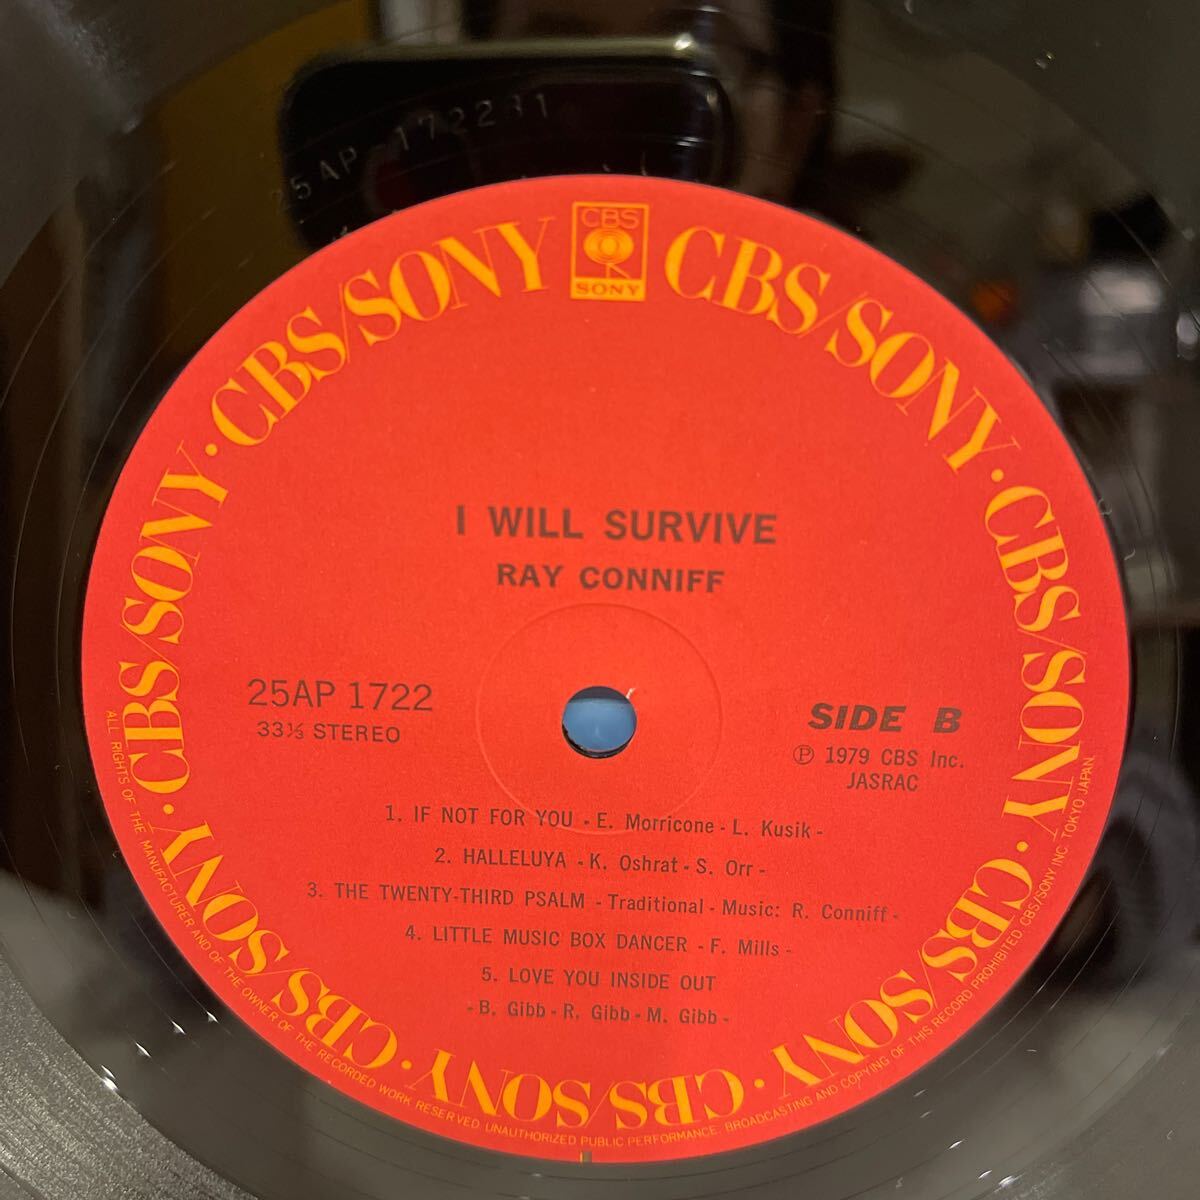 25AP-1722B1
CBS
SONY
CBS/SONY · CBS/SONY · CBS/SONY · CBS/SONY · CBS/SONY · CBS/SONY · CBS/SONY · CBS/SONY
I WILL SURVIVE
RAY CONNIFF
25AP 1722
33⅓ STEREO
SIDE B
Ⓟ 1979 CBS Inc.
JASRAC
1. IF NOT FOR YOU - E. Morricone - L. Kusik -
2. HALLELUYA - K. Oshrat - S. Orr -
3. THE TWENTY-THIRD PSALM - Traditional - Music: R. Conniff -
4. LITTLE MUSIC BOX DANCER - F. Mills -
5. LOVE YOU INSIDE OUT
- B. Gibb - R. Gibb - M. Gibb -
ALL RIGHTS OF THE MANUFACTURER AND OF THE OWNER OF THE RECORDED WORK RESERVED UNAUTHORIZED PUBLIC PERFORMANCE. BROADCASTING AND COPYING OF THIS RECORD PROHIBITED. CBS/SONY INC. TOKYO JAPAN.